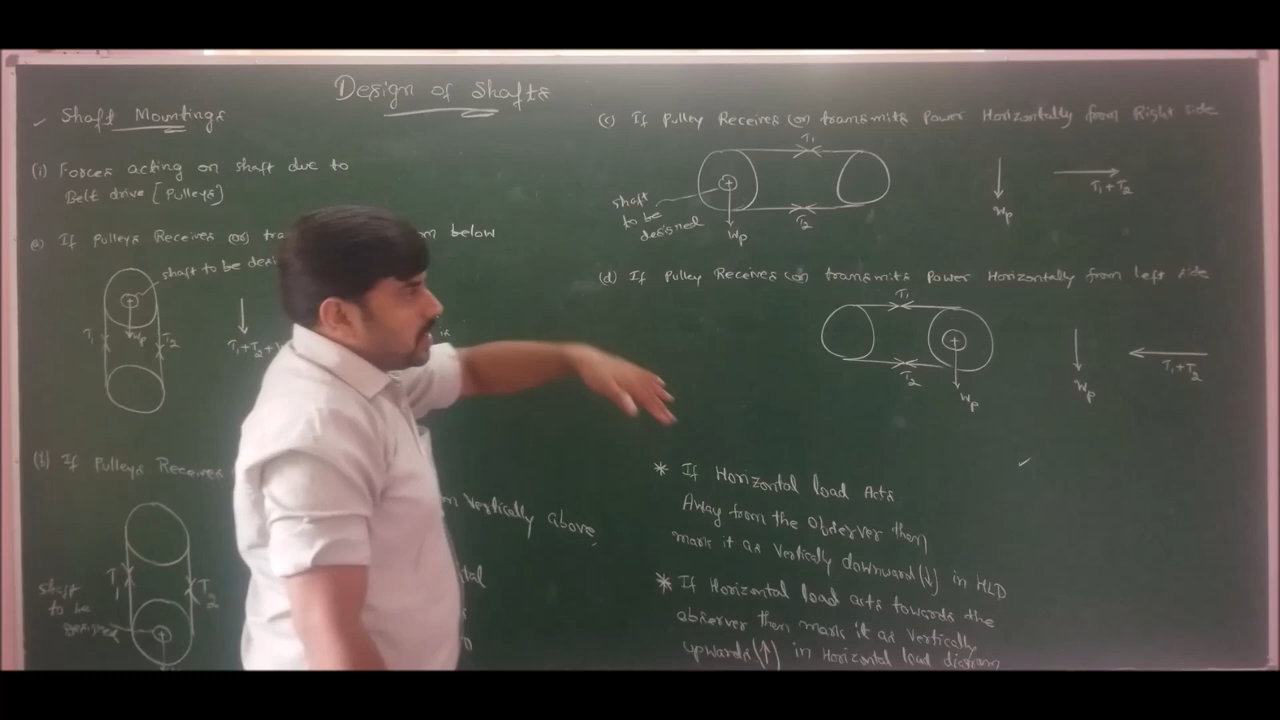 Design of Shafts
Shaft Mountings
(i) Forces acting on shaft due to
Belt drive [Pulleys]
(a) If Pulleys Receives (or) below
shaft to be
T1
Wp
T2
T1+T2+
(b) If Pulleys Receives
Vertically above
T1
T2
shaft
to be
designed
(c) If Pulley Receives (or) transmits Power Horizontally from Right side
T1
shaft
to be
designed
Wp
T2
Wp
T1+T2
(d) If Pulley Receives (or) transmits Power Horizontally from Left side
T1
T2
Wp
Wp
T1+T2
* If Horizontal load Acts
Away from the Observer then
mark it as Vertically downward(↓) in HLD
* If Horizontal load acts towards the
observer then mark it as Vertically
upwards(↑) in Horizontal load diagram